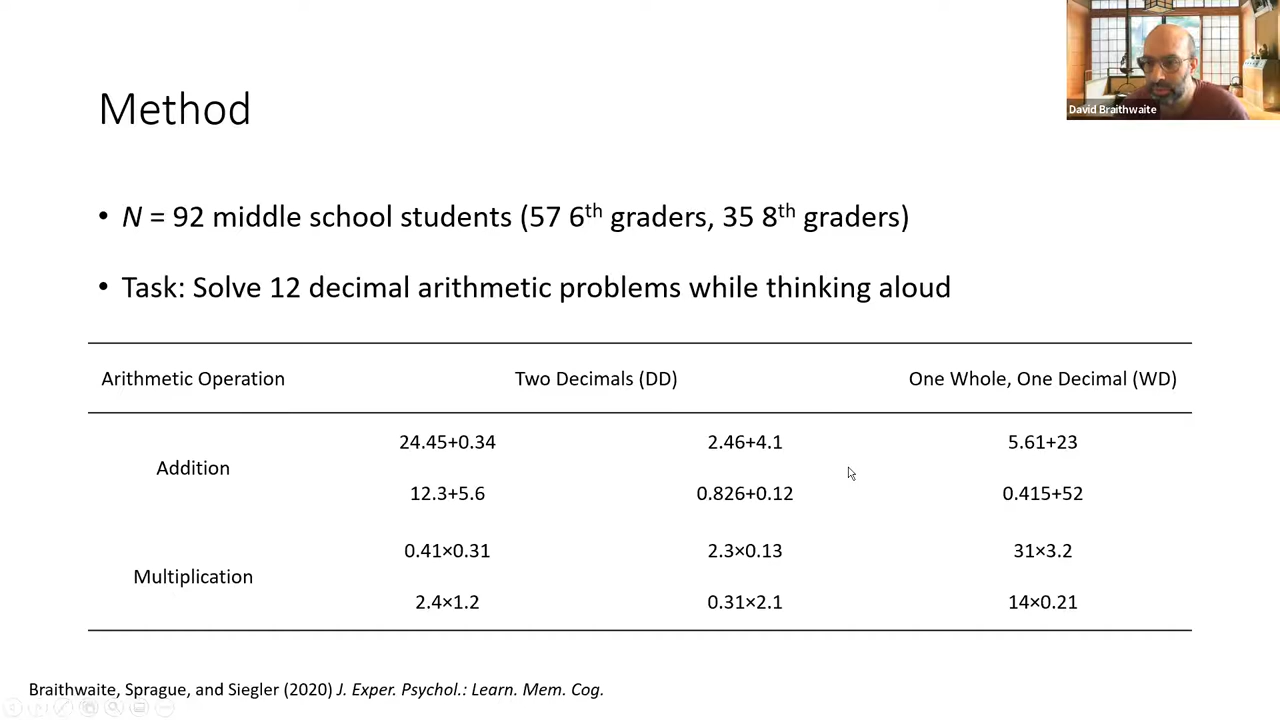 David Braithwaite
Method
• N = 92 middle school students (57 6th graders, 35 8th graders)
• Task: Solve 12 decimal arithmetic problems while thinking aloud
Arithmetic Operation Two Decimals (DD) One Whole, One Decimal (WD)
Addition
24.45+0.34 2.46+4.1 5.61+23
12.3+5.6 0.826+0.12 0.415+52
Multiplication
0.41×0.31 2.3×0.13 31×3.2
2.4×1.2 0.31×2.1 14×0.21
Braithwaite, Sprague, and Siegler (2020) J. Exper. Psychol.: Learn. Mem. Cog.